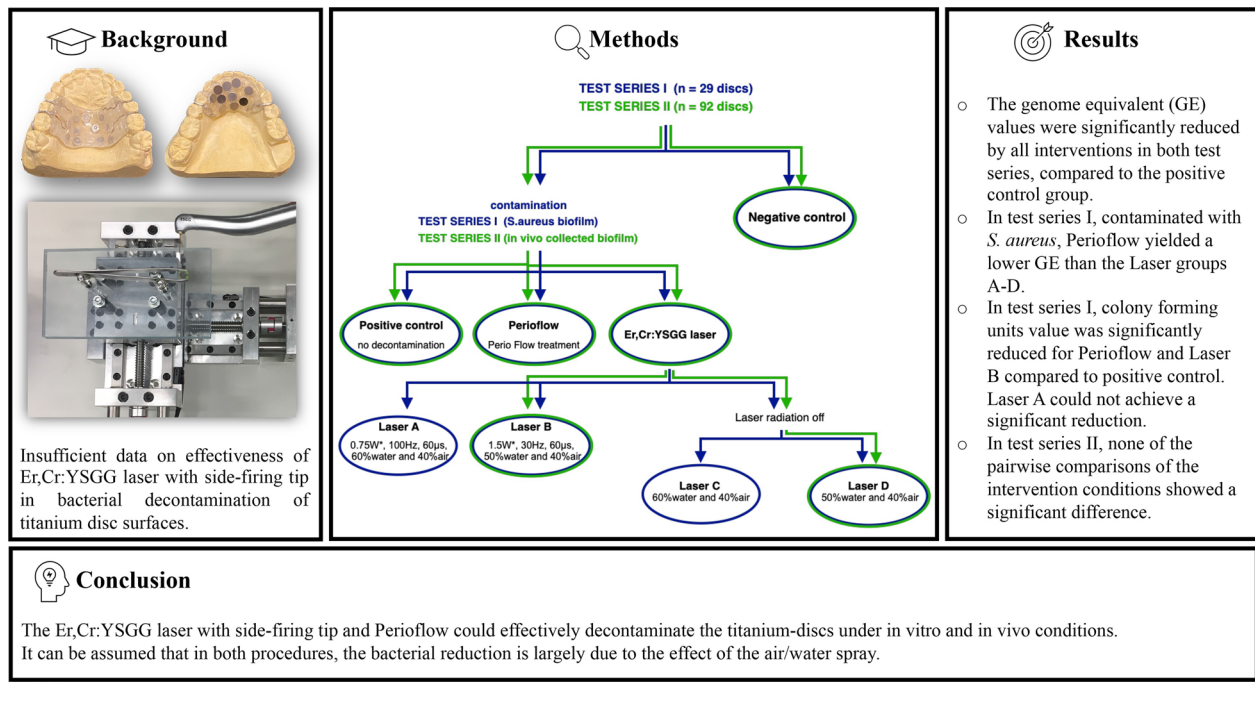 Background
Insufficient data on effectiveness of
Er,Cr:YSGG laser with side-firing tip
in bacterial decontamination of
titanium disc surfaces.
Methods
TEST SERIES I (n = 29 discs)
TEST SERIES II (n = 92 discs)
contamination
TEST SERIES I (S.aureus biofilm)
TEST SERIES II (in vivo collected biofilm)
Negative control
Positive control
no decontamination
Perioflow
Perio Flow treatment
Er,Cr:YSGG laser
Laser A
0.75W*, 100Hz, 60µs,
60%water and 40%air
Laser B
1.5W*, 30Hz, 60µs,
50%water and 40%air
Laser radiation off
Laser C
60%water and 40%air
Laser D
50%water and 40%air
Results
o The genome equivalent (GE)
values were significantly reduced
by all interventions in both test
series, compared to the positive
control group.
o In test series I, contaminated with
S. aureus, Perioflow yielded a
lower GE than the Laser groups
A-D.
o In test series I, colony forming
units value was significantly
reduced for Perioflow and Laser
B compared to positive control.
Laser A could not achieve a
significant reduction.
o In test series II, none of the
pairwise comparisons of the
intervention conditions showed a
significant difference.
Conclusion
The Er,Cr:YSGG laser with side-firing tip and Perioflow could effectively decontaminate the titanium-discs under in vitro and in vivo conditions.
It can be assumed that in both procedures, the bacterial reduction is largely due to the effect of the air/water spray.